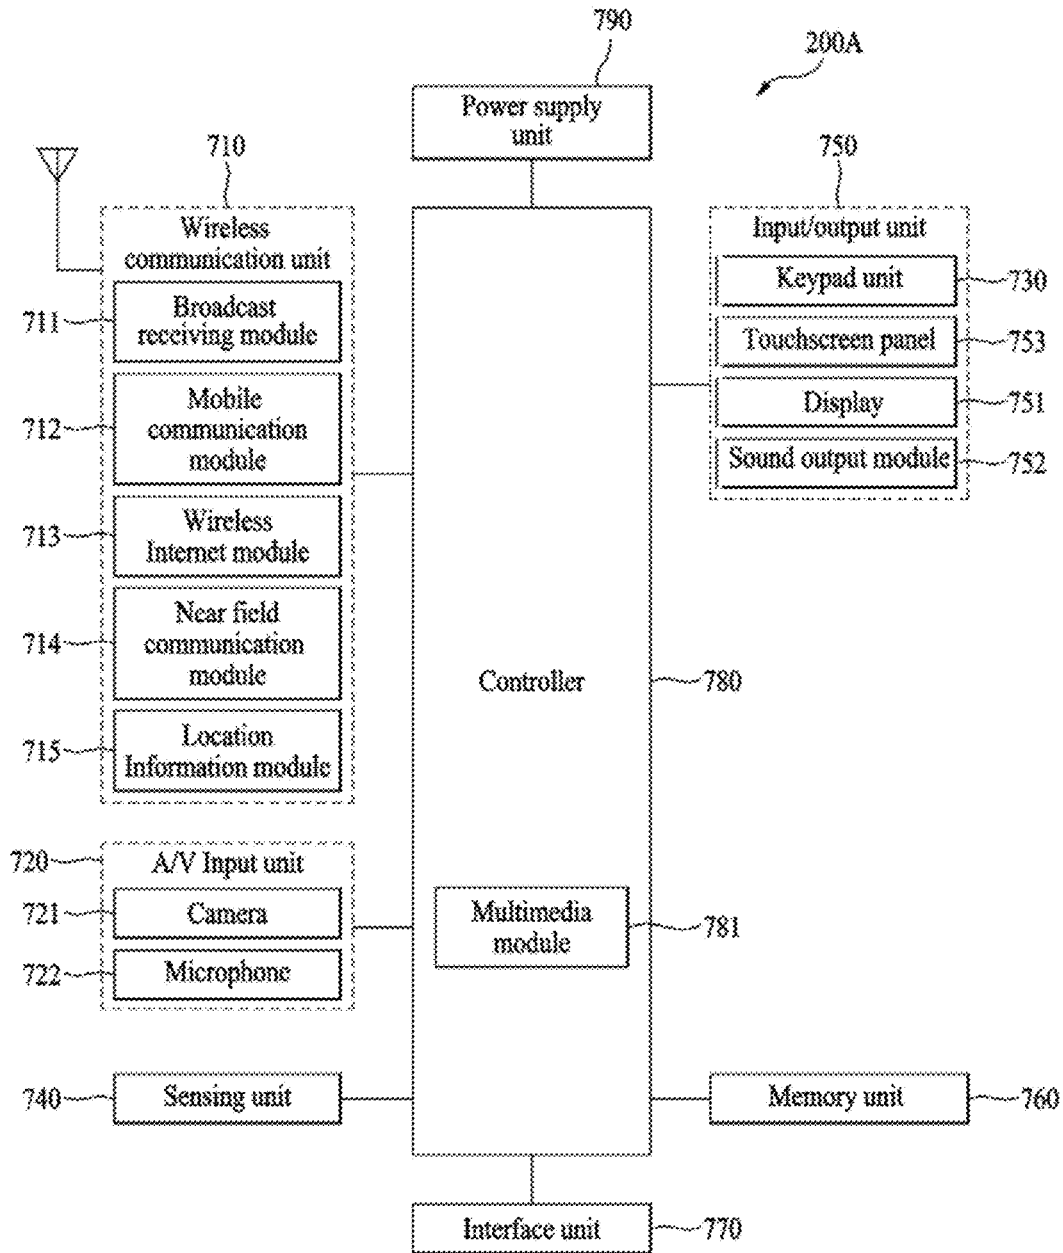 790
200A
Power supply
unit
710
750
Wireless
communication unit
711
Broadcast
receiving module
712
Mobile
communication
module
713
Wireless
Internet module
714
Near field
communication
module
715
Location
Information module
Input/output unit
Keypad unit
730
Touchscreen panel
753
Display
751
Sound output module
752
Controller
780
720
A/V Input unit
721
Camera
722
Microphone
Multimedia
module
781
740
Sensing unit
Memory unit
760
Interface unit
770